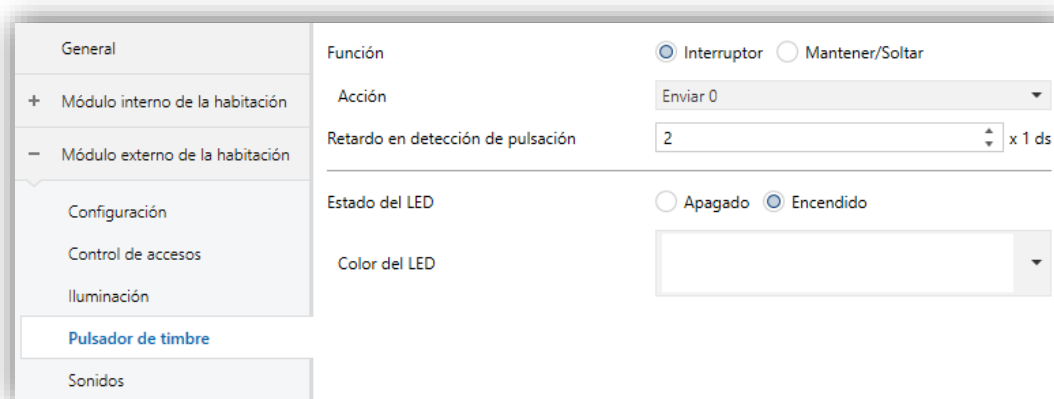 General
+ Módulo interno de la habitación
− Módulo externo de la habitación
Configuración
Control de accesos
Iluminación
Pulsador de timbre
Sonidos
Función Interruptor Mantener/Soltar
Acción Enviar 0
Retardo en detección de pulsación 2 x 1 ds
Estado del LED Apagado Encendido
Color del LED